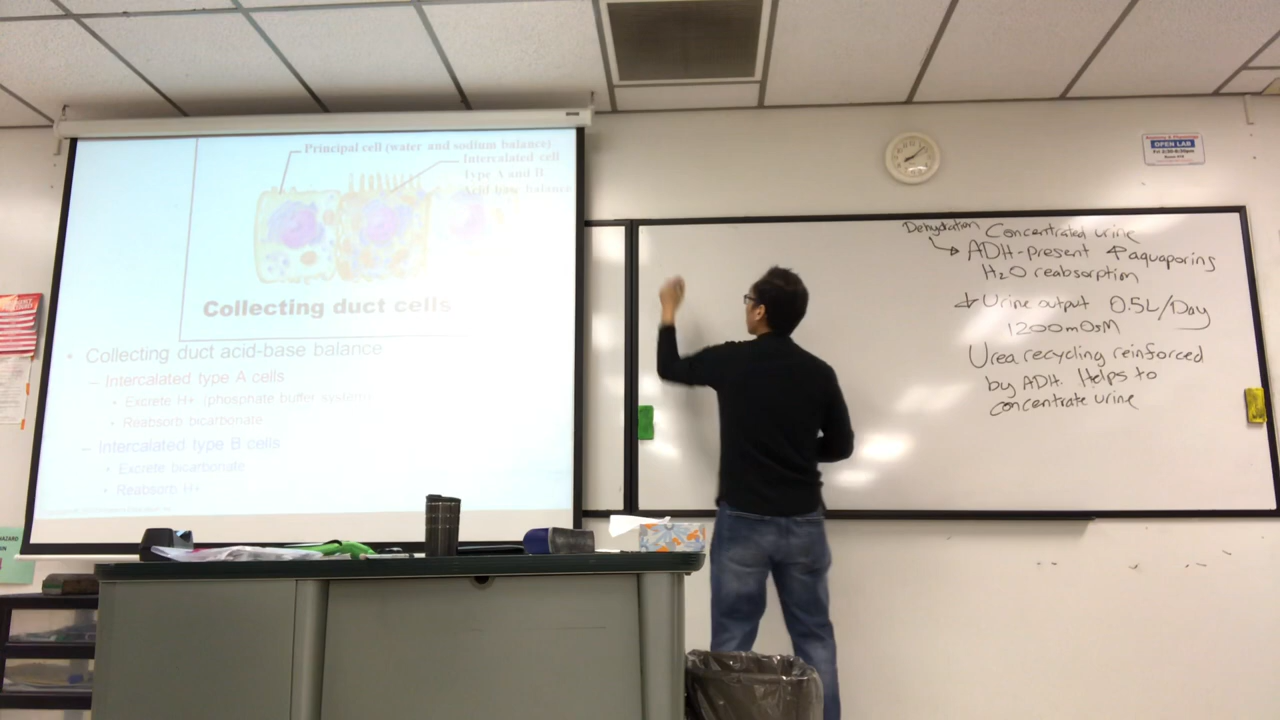 Principal cell (water and sodium balance)
Intercalated cell
Type A and B
Acid base balance
Collecting duct cells
• Collecting duct acid-base balance
– Intercalated type A cells
• Excrete H+ (phosphate buffer system)
• Reabsorb bicarbonate
– Intercalated type B cells
• Excrete bicarbonate
• Reabsorb H+
OPEN LAB
Dehydration Concentrated urine
ADH-present ↑aquaporing
H₂O reabsorption
↓ Urine output 0.5L/Day
1200mOsM
Urea recycling reinforced
by ADH. Helps to
concentrate urine